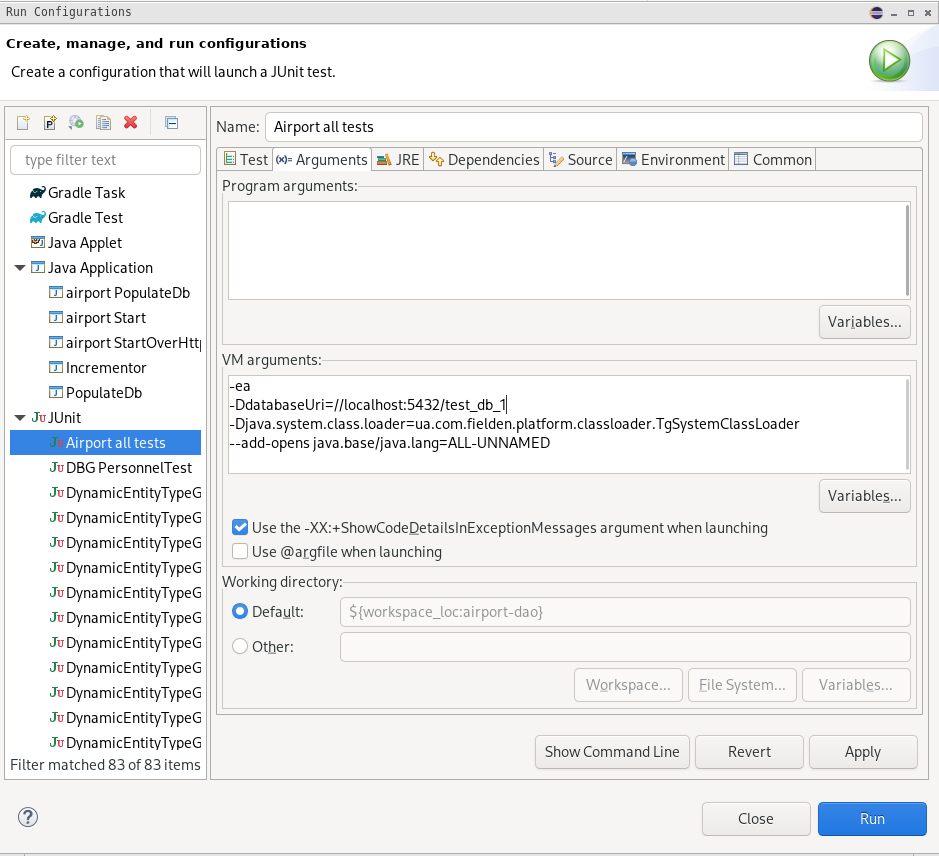 Run Configurations
Create, manage, and run configurations
Create a configuration that will launch a JUnit test.
type filter text
Gradle Task
Gradle Test
Java Applet
Java Application
airport PopulateDb
airport Start
airport StartOverHttp
Incrementor
PopulateDb
JUnit
Airport all tests
DBG PersonnelTest
DynamicEntityTypeG
DynamicEntityTypeG
DynamicEntityTypeG
DynamicEntityTypeG
DynamicEntityTypeG
DynamicEntityTypeG
DynamicEntityTypeG
DynamicEntityTypeG
DynamicEntityTypeG
DynamicEntityTypeG
DynamicEntityTypeG
Filter matched 83 of 83 items
Name: Airport all tests
Test (x)= Arguments JRE Dependencies Source Environment Common
Program arguments:
Variables...
VM arguments:
-ea
-DdatabaseUri=//localhost:5432/test_db_1
-Djava.system.class.loader=ua.com.fielden.platform.classloader.TgSystemClassLoader
--add-opens java.base/java.lang=ALL-UNNAMED
Variables...
Use the -XX:+ShowCodeDetailsInExceptionMessages argument when launching
Use @argfile when launching
Working directory:
Default: ${workspace_loc:airport-dao}
Other:
Workspace... File System... Variables...
Show Command Line Revert Apply
? Close Run